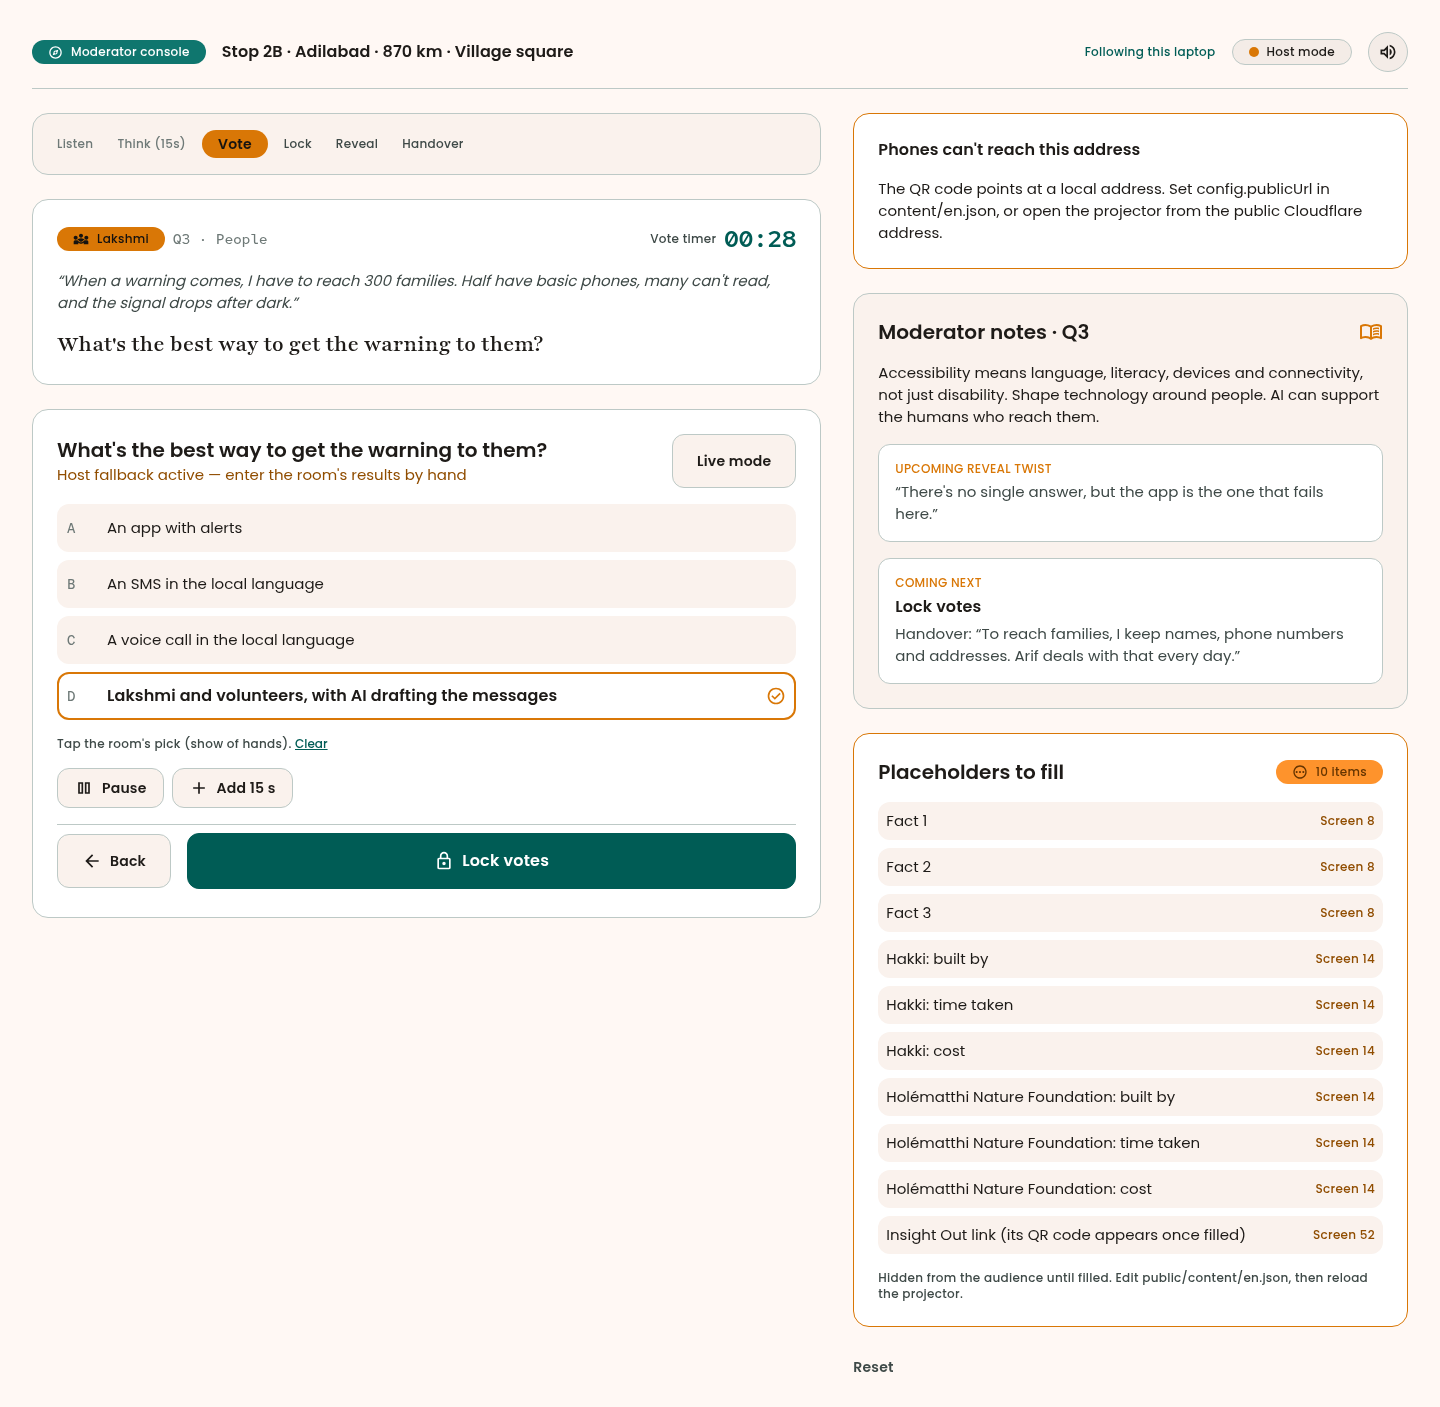 Moderator console
Stop 2B · Adilabad · 870 km · Village square
Following this laptop
Host mode
Listen
Think (15s)
Vote
Lock
Reveal
Handover
Lakshmi
Q3 · People
Vote timer
00:28
“When a warning comes, I have to reach 300 families. Half have basic phones, many can't read,
and the signal drops after dark.”
What's the best way to get the warning to them?
What's the best way to get the warning to them?
Host fallback active — enter the room's results by hand
Live mode
A An app with alerts
B An SMS in the local language
C A voice call in the local language
D Lakshmi and volunteers, with AI drafting the messages
Tap the room's pick (show of hands). Clear
Pause
Add 15 s
Back
Lock votes
Phones can't reach this address
The QR code points at a local address. Set config.publicUrl in
content/en.json, or open the projector from the public Cloudflare
address.
Moderator notes · Q3
Accessibility means language, literacy, devices and connectivity,
not just disability. Shape technology around people. AI can support
the humans who reach them.
UPCOMING REVEAL TWIST
“There's no single answer, but the app is the one that fails
here.”
COMING NEXT
Lock votes
Handover: “To reach families, I keep names, phone numbers
and addresses. Arif deals with that every day.”
Placeholders to fill
10 items
Fact 1 Screen 8
Fact 2 Screen 8
Fact 3 Screen 8
Hakki: built by Screen 14
Hakki: time taken Screen 14
Hakki: cost Screen 14
Holématthi Nature Foundation: built by Screen 14
Holématthi Nature Foundation: time taken Screen 14
Holématthi Nature Foundation: cost Screen 14
Insight Out link (its QR code appears once filled) Screen 52
Hidden from the audience until filled. Edit public/content/en.json, then reload
the projector.
Reset